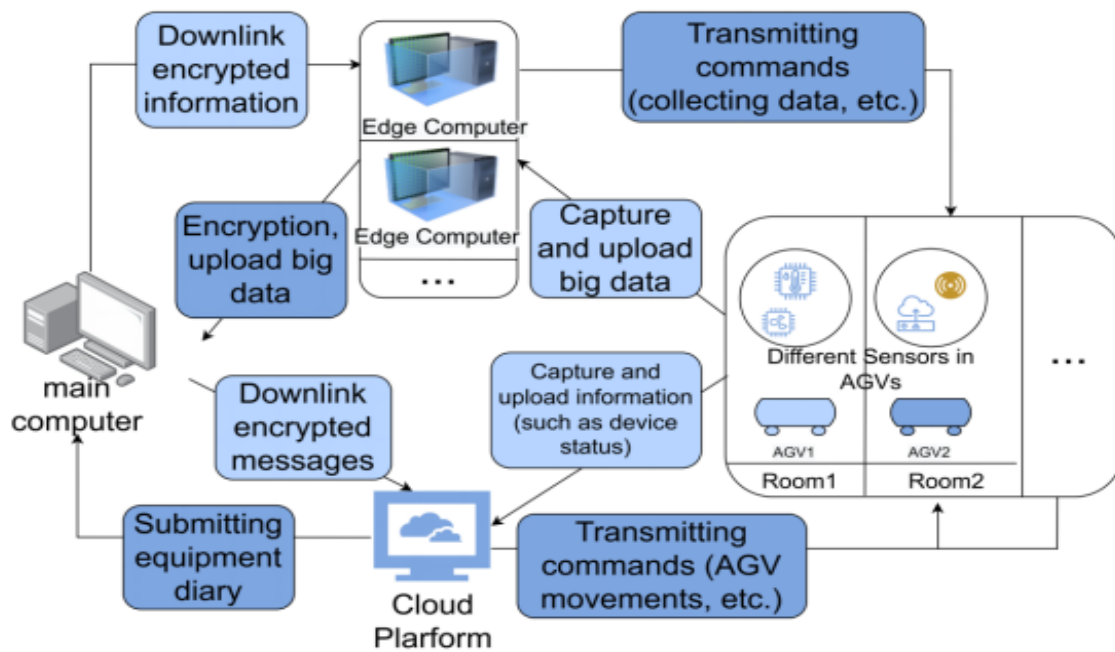 Downlink
encrypted
information
Edge Computer
Edge Computer
...
Transmitting
commands
(collecting data, etc.)
Encryption,
upload big
data
Capture
and upload
big data
main
computer
Downlink
encrypted
messages
Capture and
upload information
(such as device
status)
Different Sensors in
AGVs
AGV1
AGV2
Room1
Room2
...
Submitting
equipment
diary
Cloud
Plarform
Transmitting
commands (AGV
movements, etc.)